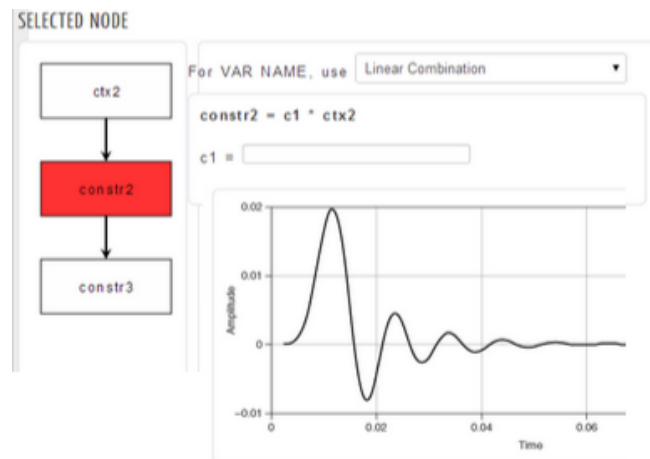 SELECTED NODE
ctx2
constr2
constr3
For VAR NAME, use Linear Combination
constr2 = c1 * ctx2
c1 =
0.02
0.01
0
-0.01
Amplitude
0 0.02 0.04 0.06
Time